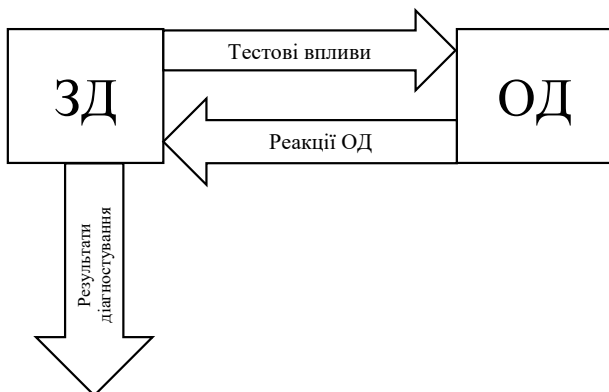 Тестові впливи
ЗД
ОД
Реакції ОД
Результати
діагностування